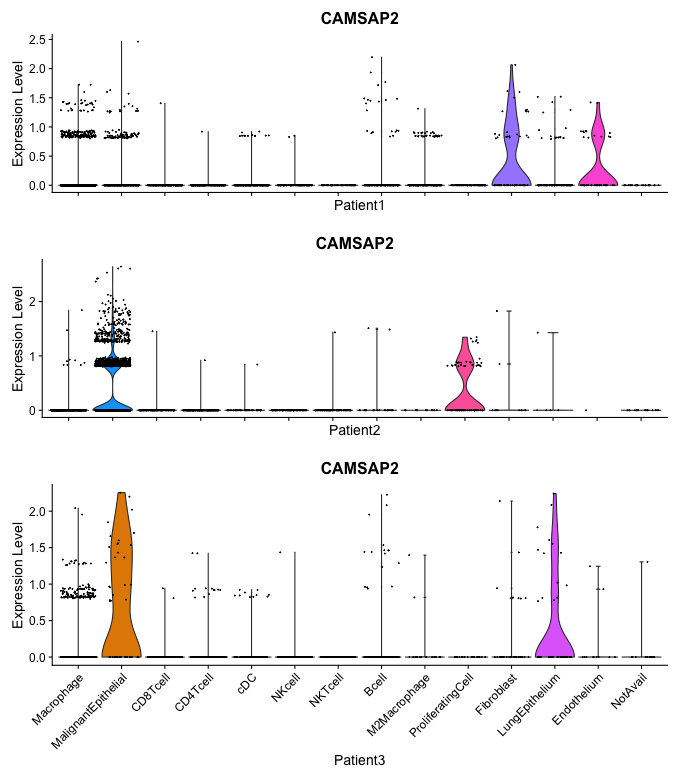 CAMSAP2
Expression Level
2.5
2.0
1.5
1.0
0.5
0.0
Patient1
CAMSAP2
Expression Level
2
1
0
Patient2
CAMSAP2
Expression Level
2.0
1.5
1.0
0.5
0.0
Macrophage
MalignantEpithelial
CD8Tcell
CD4Tcell
cDC
NKcell
NKTcell
Bcell
M2Macrophage
ProliferatingCell
Fibroblast
LungEpithelium
Endothelium
NotAvail
Patient3